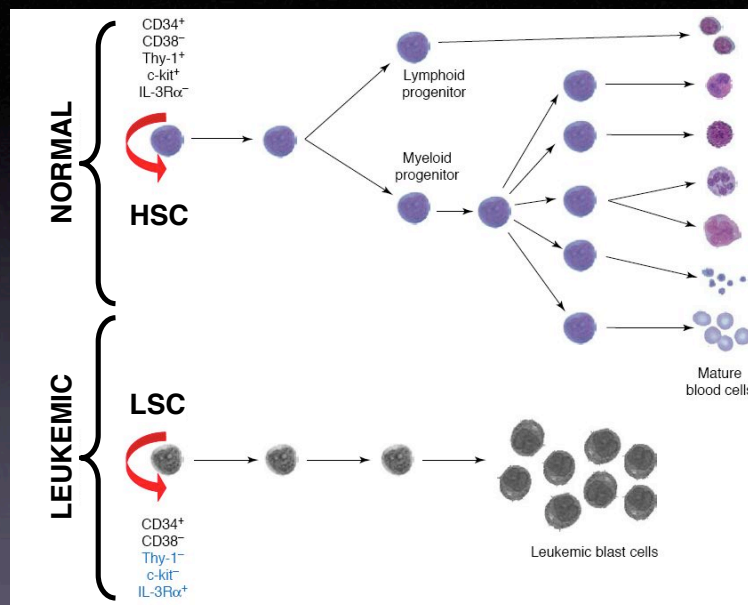 NORMAL
CD34⁺
CD38⁻
Thy-1⁺
c-kit⁺
IL-3Rα⁻
HSC
Lymphoid
progenitor
Myeloid
progenitor
Mature
blood cells
LEUKEMIC
LSC
CD34⁺
CD38⁻
Thy-1⁻
c-kit⁻
IL-3Rα⁺
Leukemic blast cells